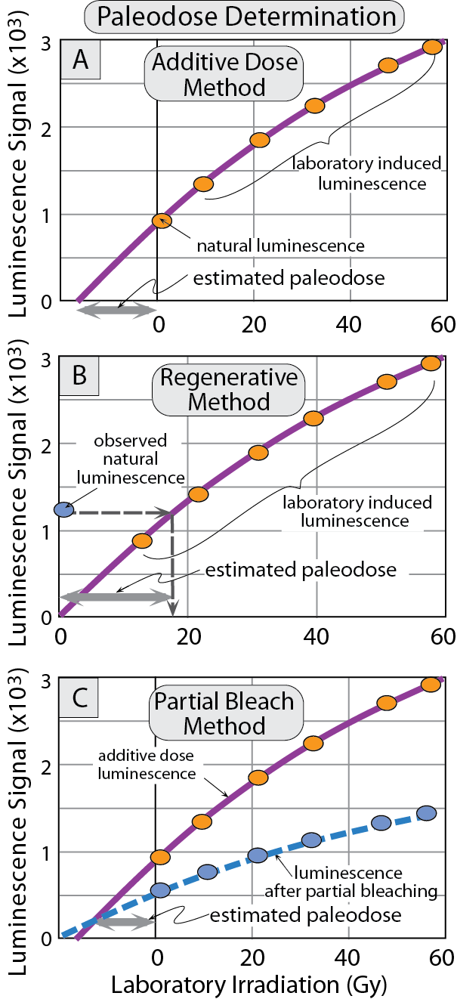 Paleodose Determination
A
Additive Dose
Method
Luminescence Signal (x10³)
3
2
1
0
laboratory induced
luminescence
natural luminescence
estimated paleodose
0
20
40
60
B
Regenerative
Method
Luminescence Signal (x10³)
3
2
1
0
observed
natural
luminescence
laboratory induced
luminescence
estimated paleodose
0
20
40
60
C
Partial Bleach
Method
Luminescence Signal (x10³)
3
2
1
0
additive dose
luminescence
luminescence
after partial bleaching
estimated paleodose
0
20
40
60
Laboratory Irradiation (Gy)